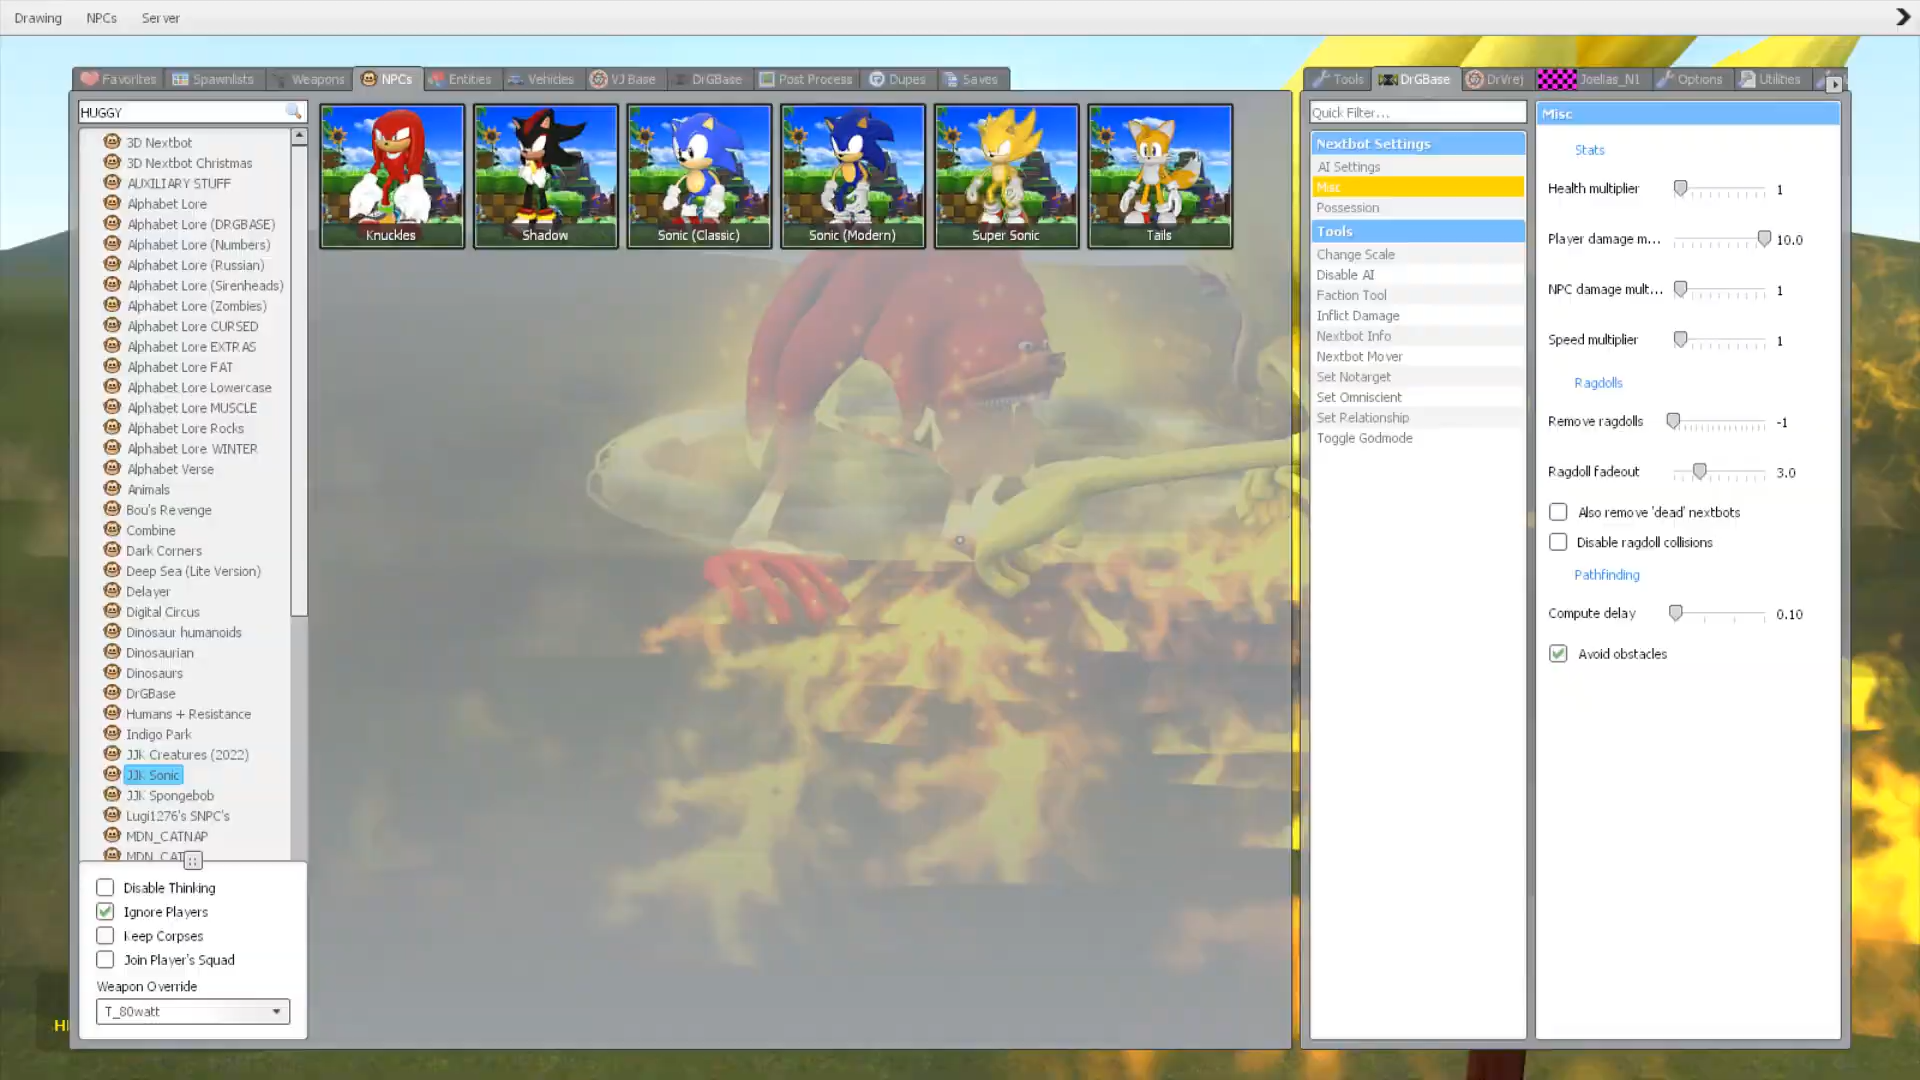 Drawing NPCs Server
Favorites Spawnlists Weapons NPCs Entities Vehicles VJ Base DrGBase Post Process Dupes Saves
HUGGY
3D Nextbot
3D Nextbot Christmas
AUXILIARY STUFF
Alphabet Lore
Alphabet Lore (DRGBASE)
Alphabet Lore (Numbers)
Alphabet Lore (Russian)
Alphabet Lore (Sirenheads)
Alphabet Lore (Zombies)
Alphabet Lore CURSED
Alphabet Lore EXTRAS
Alphabet Lore FAT
Alphabet Lore Lowercase
Alphabet Lore MUSCLE
Alphabet Lore Rocks
Alphabet Lore WINTER
Alphabet Verse
Animals
Bou's Revenge
Combine
Dark Corners
Deep Sea (Lite Version)
Delayer
Digital Circus
Dinosaur humanoids
Dinosaurian
Dinosaurs
DrGBase
Humans + Resistance
Indigo Park
JJK Creatures (2022)
JJK Sonic
JJK Spongebob
Lugi1276's SNPC's
MDN_CATNAP
MDN_CAT
Disable Thinking
Ignore Players
Keep Corpses
Join Player's Squad
Weapon Override
T_80watt
Knuckles
Shadow
Sonic (Classic)
Sonic (Modern)
Super Sonic
Tails
Tools DrGBase DrVrej Joelias_N1 Options Utilities
Quick Filter...
Nextbot Settings
AI Settings
Misc
Possession
Tools
Change Scale
Disable AI
Faction Tool
Inflict Damage
Nextbot Info
Nextbot Mover
Set Notarget
Set Omniscient
Set Relationship
Toggle Godmode
Misc
Stats
Health multiplier 1
Player damage m... 10.0
NPC damage mult... 1
Speed multiplier 1
Ragdolls
Remove ragdolls -1
Ragdoll fadeout 3.0
Also remove 'dead' nextbots
Disable ragdoll collisions
Pathfinding
Compute delay 0.10
Avoid obstacles